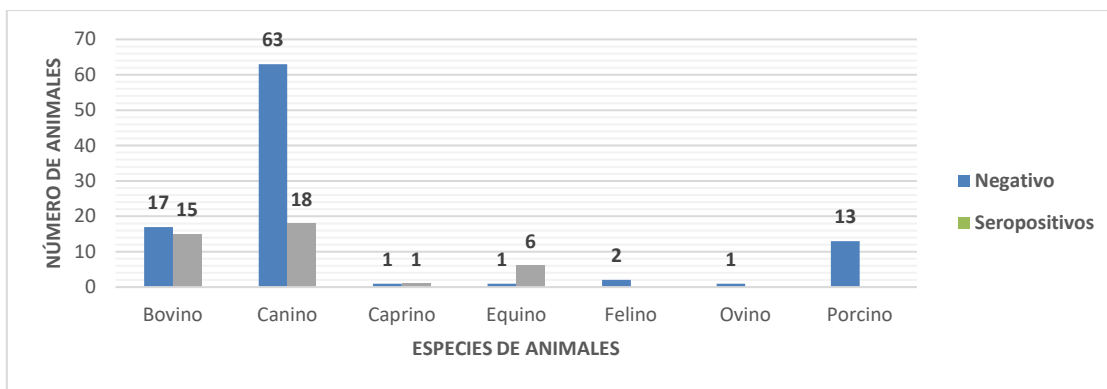 70
60
50
40
30
20
10
0
NÚMERO DE ANIMALES
17
15
63
18
1
1
1
6
2
1
13
Bovino
Canino
Caprino
Equino
Felino
Ovino
Porcino
ESPECIES DE ANIMALES
Negativo
Seropositivos